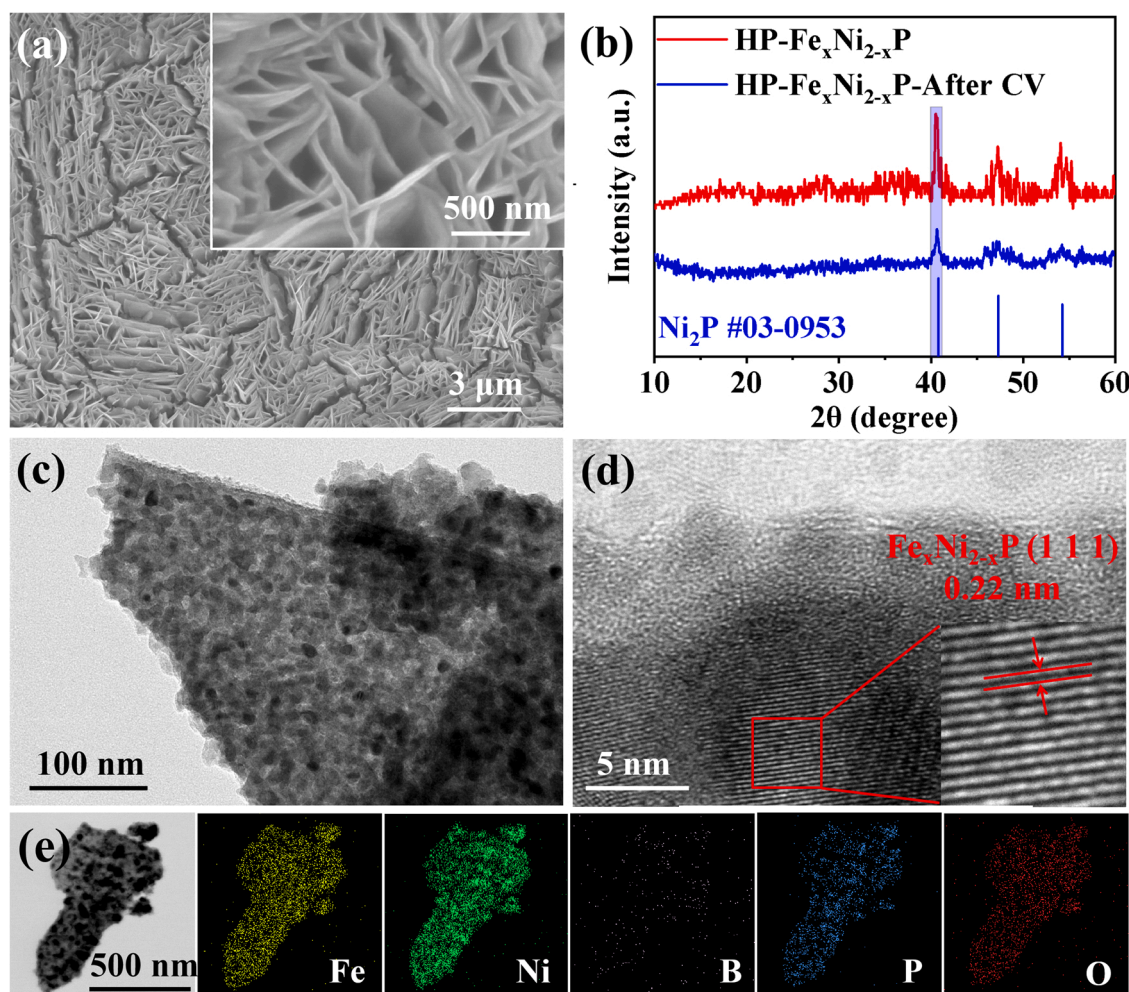 (a)
500 nm
3 μm
(b)
HP-FeₓNi₂₋ₓP
HP-FeₓNi₂₋ₓP-After CV
Intensity (a.u.)
Ni₂P #03-0953
10 20 30 40 50 60
2θ (degree)
(c)
100 nm
(d)
FeₓNi₂₋ₓP (1 1 1)
0.22 nm
5 nm
(e)
500 nm
Fe
Ni
B
P
O